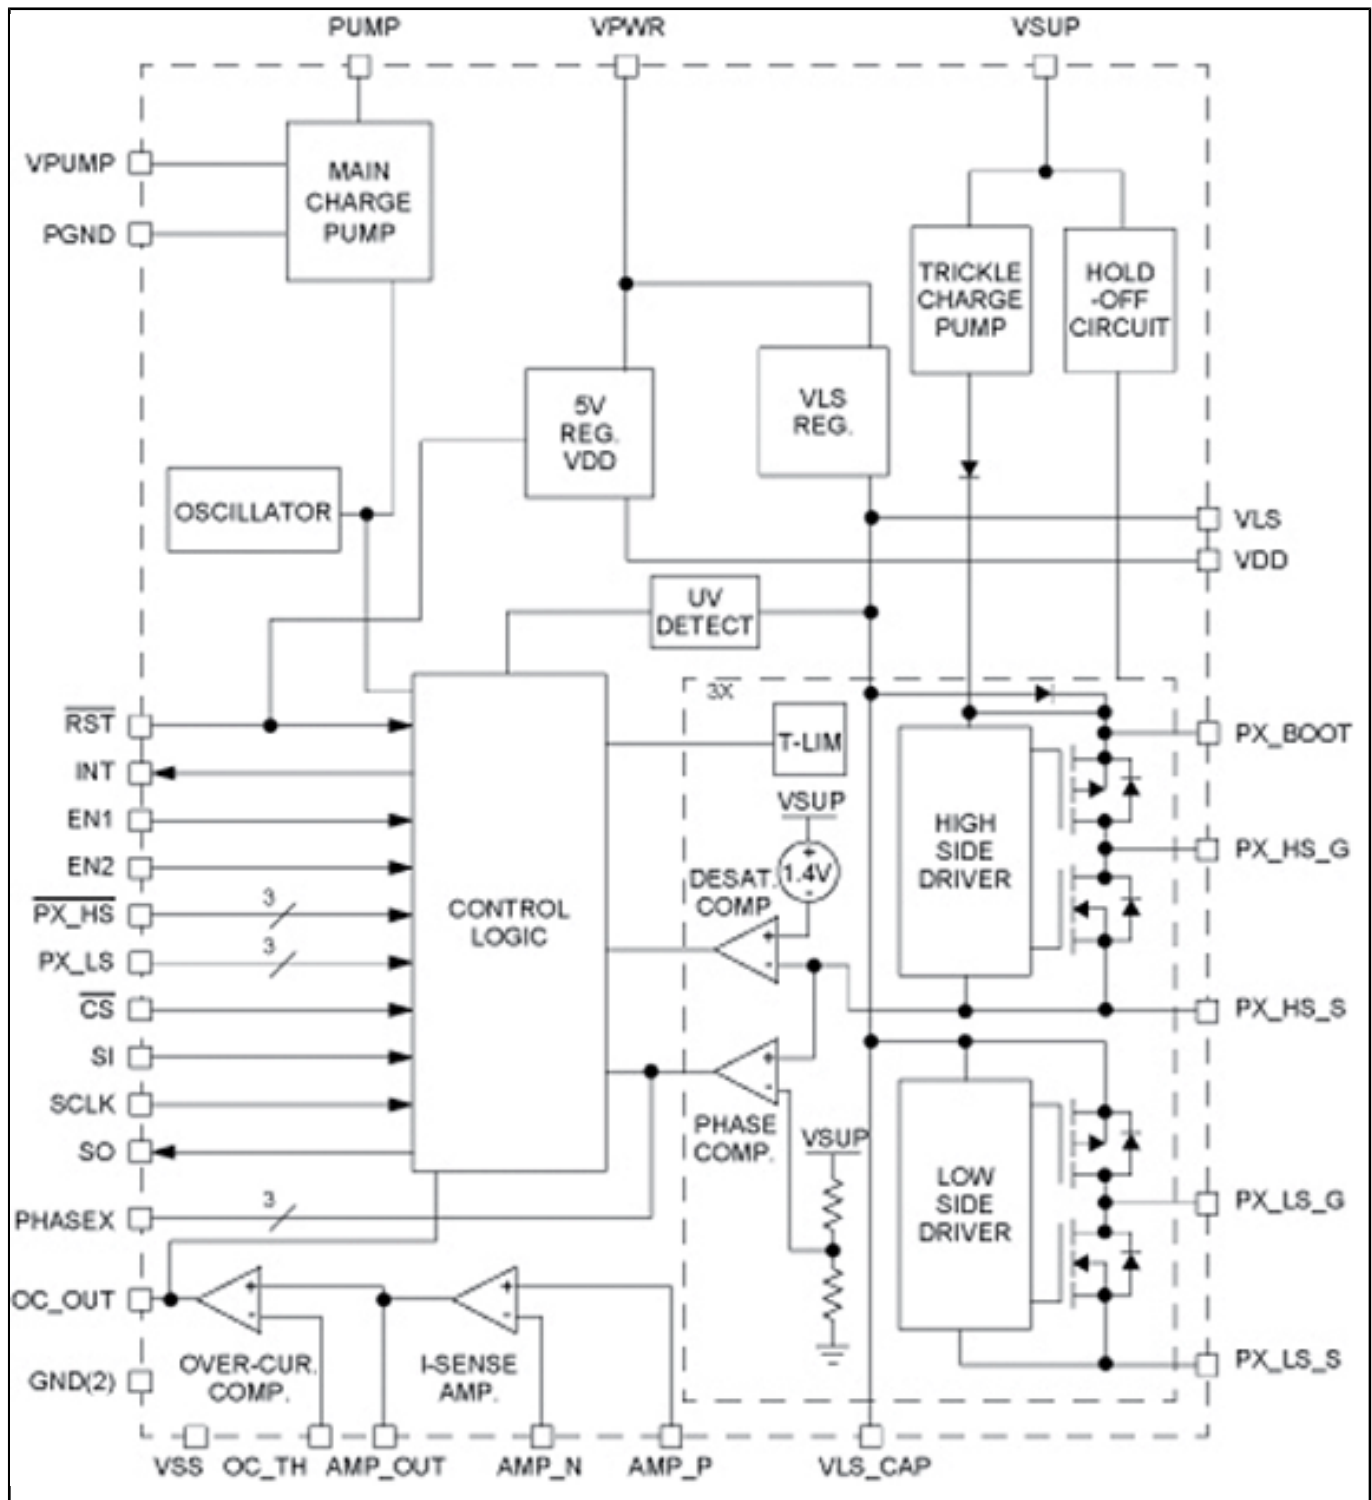 PUMP
VPWR
VSUP
VPUMP
PGND
MAIN
CHARGE
PUMP
TRICKLE
CHARGE
PUMP
HOLD
-OFF
CIRCUIT
5V
REG.
VDD
VLS
REG.
OSCILLATOR
VLS
VDD
UV
DETECT
3X
RST
INT
EN1
EN2
PX_HS
3
PX_LS
3
CS
SI
SCLK
SO
PHASEX
3
CONTROL
LOGIC
T-LIM
VSUP
+
1.4V
-
DESAT.
COMP
+
-
+
-
PHASE
COMP.
VSUP
HIGH
SIDE
DRIVER
LOW
SIDE
DRIVER
PX_BOOT
PX_HS_G
PX_HS_S
PX_LS_G
PX_LS_S
OC_OUT
+
-
OVER-CUR.
COMP.
+
-
I-SENSE
AMP.
GND(2)
VSS
OC_TH
AMP_OUT
AMP_N
AMP_P
VLS_CAP